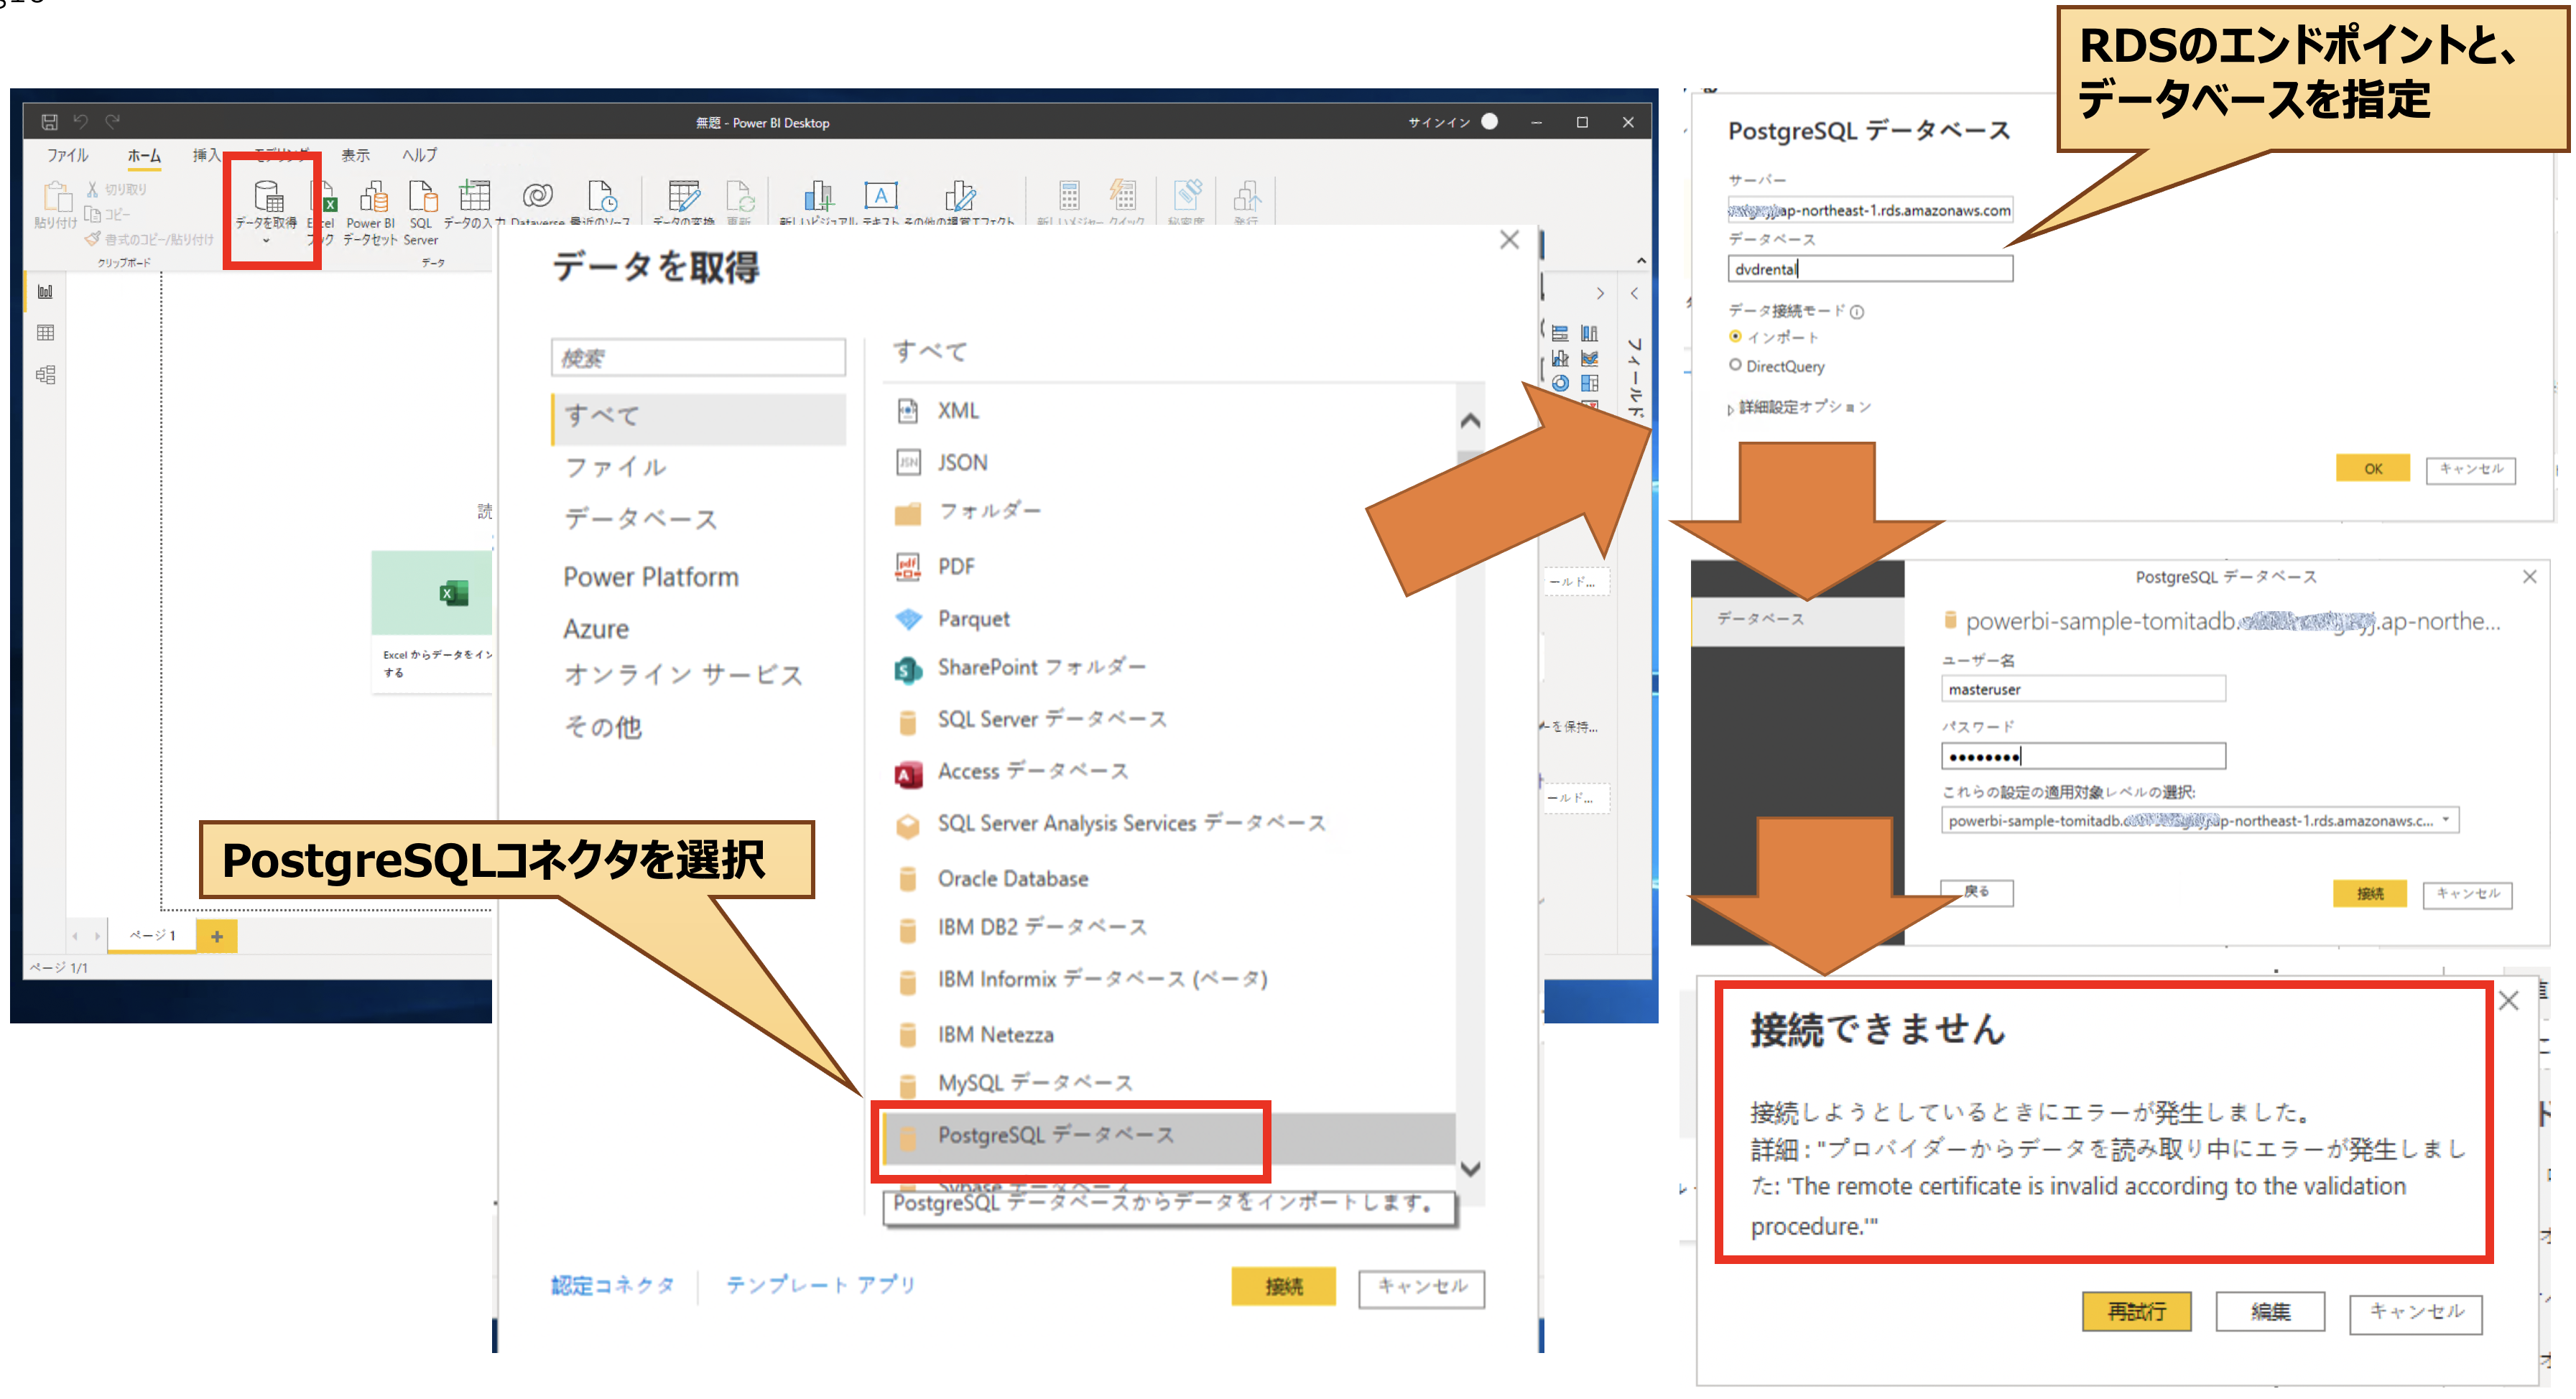 RDSのエンドポイントと、
データベースを指定
無題 - Power BI Desktop
サインイン
ファイル
ホーム
挿入
表示
ヘルプ
貼り付け
切り取り
コピー
書式のコピー/貼り付け
クリップボード
データを取得
ブック
Power BI
データセット
SQL
Server
データの入力
Dataverse
最近のソース
データの変換
更新
新しいビジュアル
テキスト
その他の視覚エフェクト
クイック
秘密度
発行
データ
読
Excel からデータをイン
する
フィールド
ールド...
ーを保持...
ールド...
ページ 1
ページ 1/1
データを取得
検索
すべて
ファイル
データベース
Power Platform
Azure
オンライン サービス
その他
すべて
XML
JSON
フォルダー
PDF
Parquet
SharePoint フォルダー
SQL Server データベース
Access データベース
SQL Server Analysis Services データベース
Oracle Database
IBM DB2 データベース
IBM Informix データベース (ベータ)
IBM Netezza
MySQL データベース
PostgreSQL データベース
Sybase データベース
PostgreSQL データベースからデータをインポートします。
認定コネクタ
テンプレート アプリ
接続
キャンセル
PostgreSQLコネクタを選択
PostgreSQL データベース
サーバー
ap-northeast-1.rds.amazonaws.com
データベース
dvdrental
データ接続モード
インポート
DirectQuery
詳細設定オプション
OK
キャンセル
PostgreSQL データベース
データベース
powerbi-sample-tomitadb.
.ap-northe...
ユーザー名
masteruser
パスワード
••••••••
これらの設定の適用対象レベルの選択:
powerbi-sample-tomitadb.
ap-northeast-1.rds.amazonaws.c...
戻る
接続
キャンセル
接続できません
接続しようとしているときにエラーが発生しました。
詳細: "プロバイダーからデータを読み取り中にエラーが発生しまし
た: 'The remote certificate is invalid according to the validation
procedure.'"
再試行
編集
キャンセル